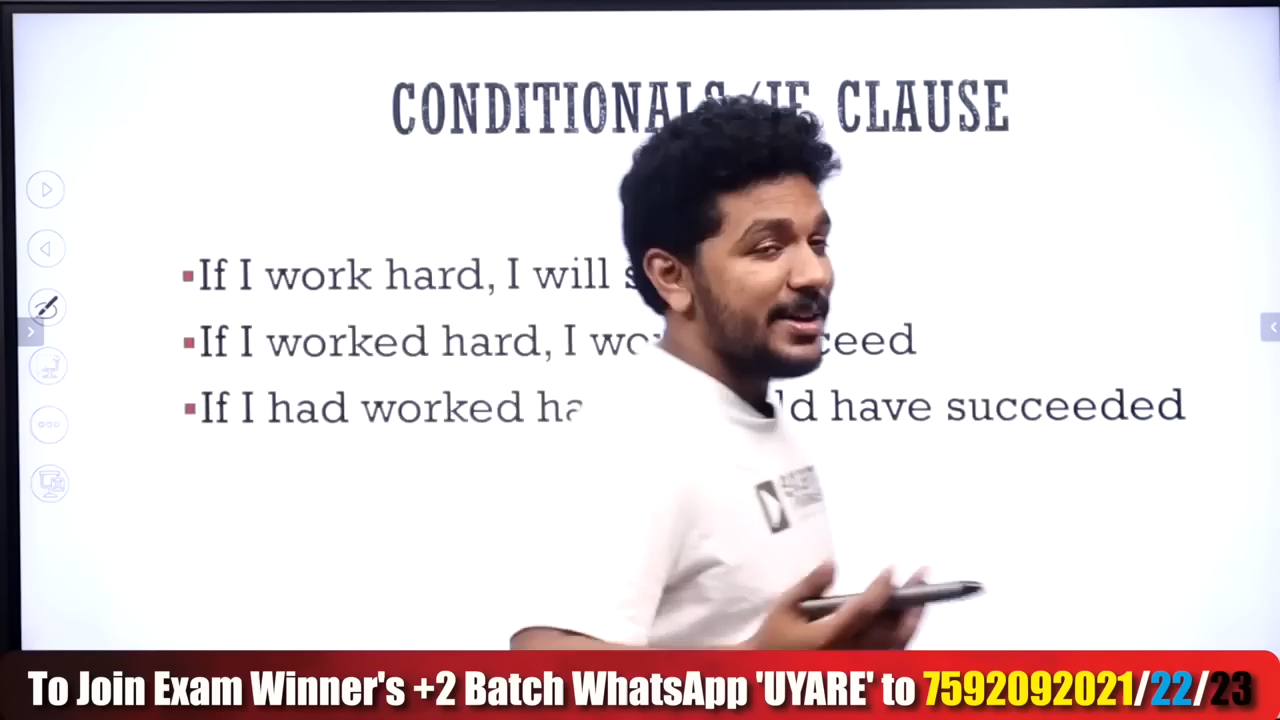 CONDITIONALS/IF CLAUSE
If I work hard, I will
If I worked hard, I
If I had worked have succeeded
To Join Exam Winner's +2 Batch WhatsApp 'UYARE' to 7592092021/22/23